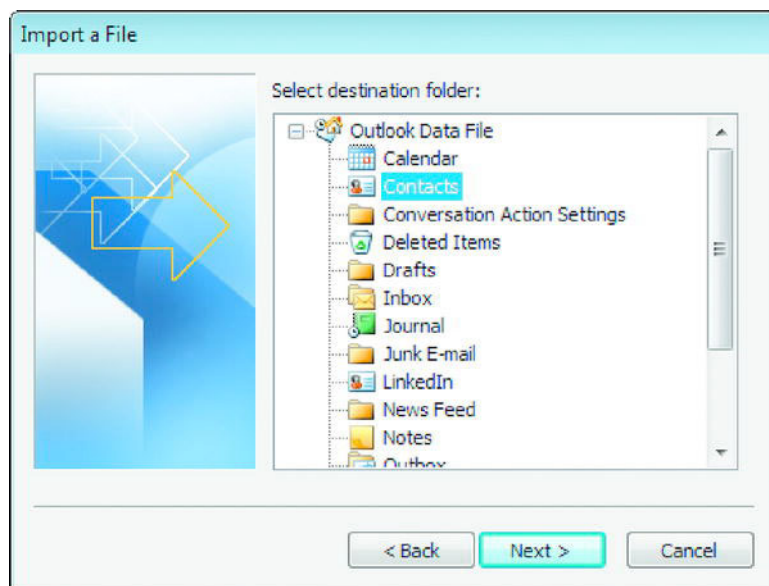 Import a File
Select destination folder:
Outlook Data File
Calendar
Contacts
Conversation Action Settings
Deleted Items
Drafts
Inbox
Journal
Junk E-mail
LinkedIn
News Feed
Notes
Outbox
< Back
Next >
Cancel